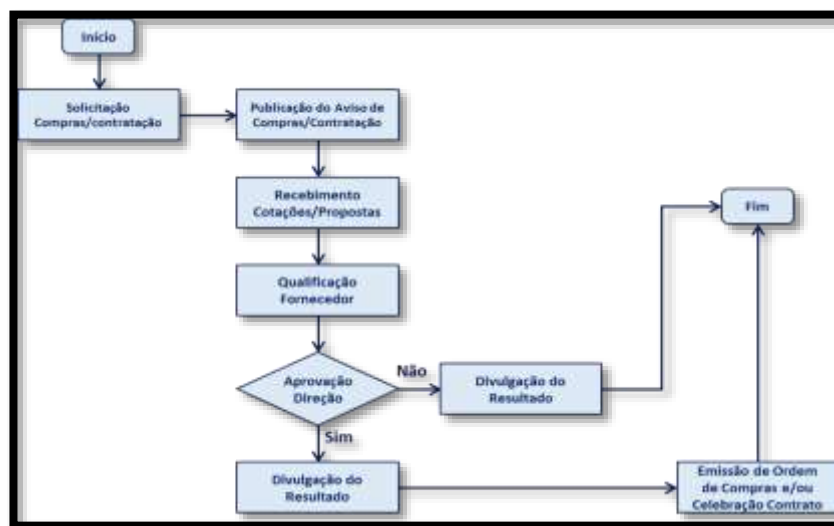 Início
Solicitação
Compras/contratação
Publicação do Aviso de
Compras/Contratação
Recebimento
Cotações/Propostas
Fim
Qualificação
Fornecedor
Aprovação
Direção
Não
Divulgação do
Resultado
Sim
Divulgação do
Resultado
Emissão de Ordem
de Compras e/ou
Celebração Contrato